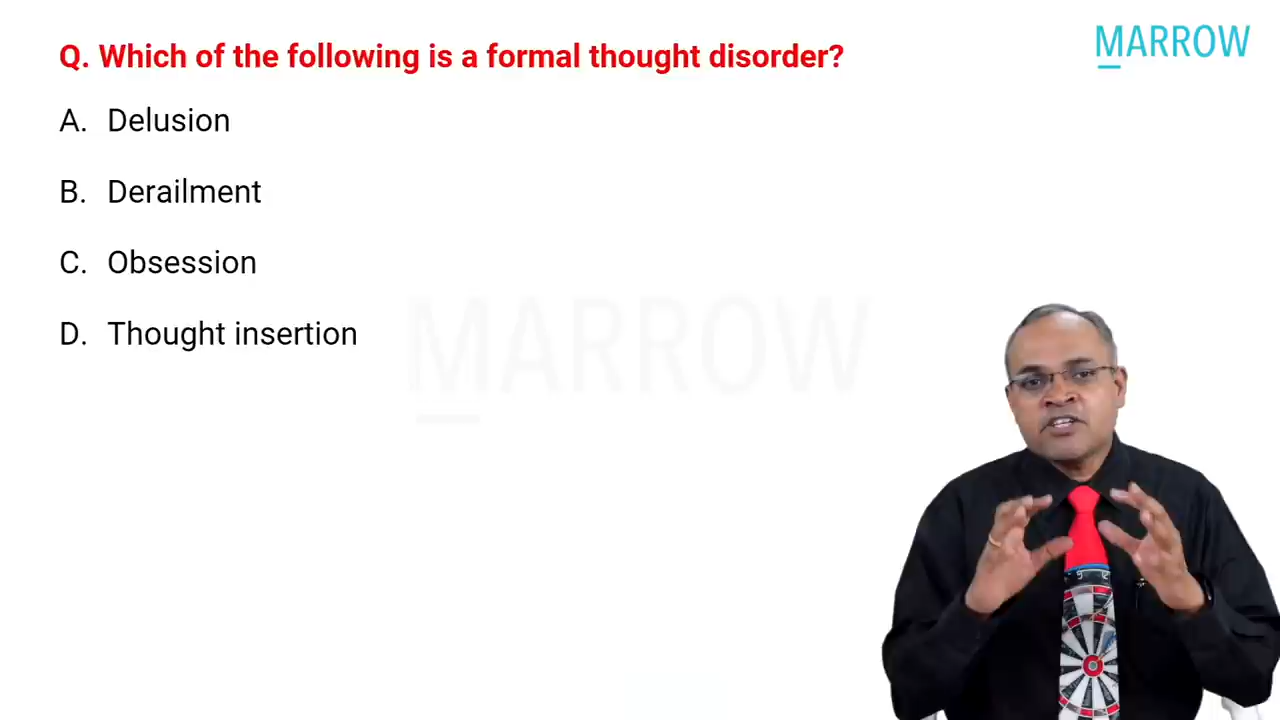 Q. Which of the following is a formal thought disorder?
MARROW
A. Delusion
B. Derailment
C. Obsession
D. Thought insertion
MARROW